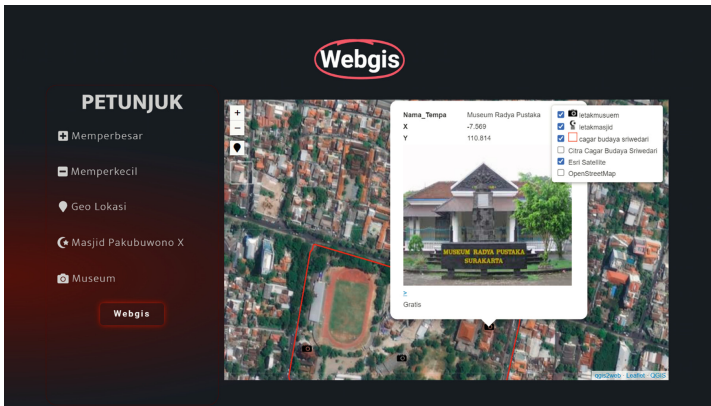 Webgis
PETUNJUK
Memperbesar
Memperkecil
Geo Lokasi
Masjid Pakubuwono X
Museum
Webgis
+
−
Nama_Tempa Museum Radya Pustaka
X -7.569
Y 110.814
MUSEUM RADYA PUSTAKA
SURAKARTA
>
Gratis
letakmusuem
letakmasjid
cagar budaya sriwedari
Citra Cagar Budaya Sriwedari
Esri Satellite
OpenStreetMap
qgis2web · Leaflet · QGIS